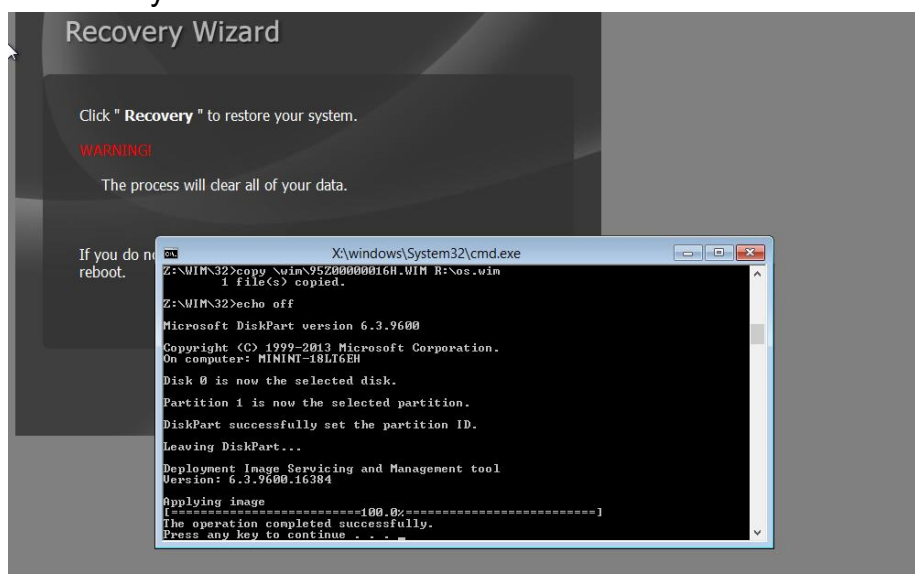 Recovery Wizard
Click " Recovery " to restore your system.
WARNING!
The process will clear all of your data.
If you do no
reboot.
X:\windows\System32\cmd.exe
Z:\WIM\32>copy \wim\95Z00000016H.WIM R:\os.wim
1 file(s) copied.
Z:\WIM\32>echo off
Microsoft DiskPart version 6.3.9600
Copyright (C) 1999-2013 Microsoft Corporation.
On computer: MININT-18LT6EH
Disk 0 is now the selected disk.
Partition 1 is now the selected partition.
DiskPart successfully set the partition ID.
Leaving DiskPart...
Deployment Image Servicing and Management tool
Version: 6.3.9600.16384
Applying image
[==========================100.0%==========================]
The operation completed successfully.
Press any key to continue . . . _